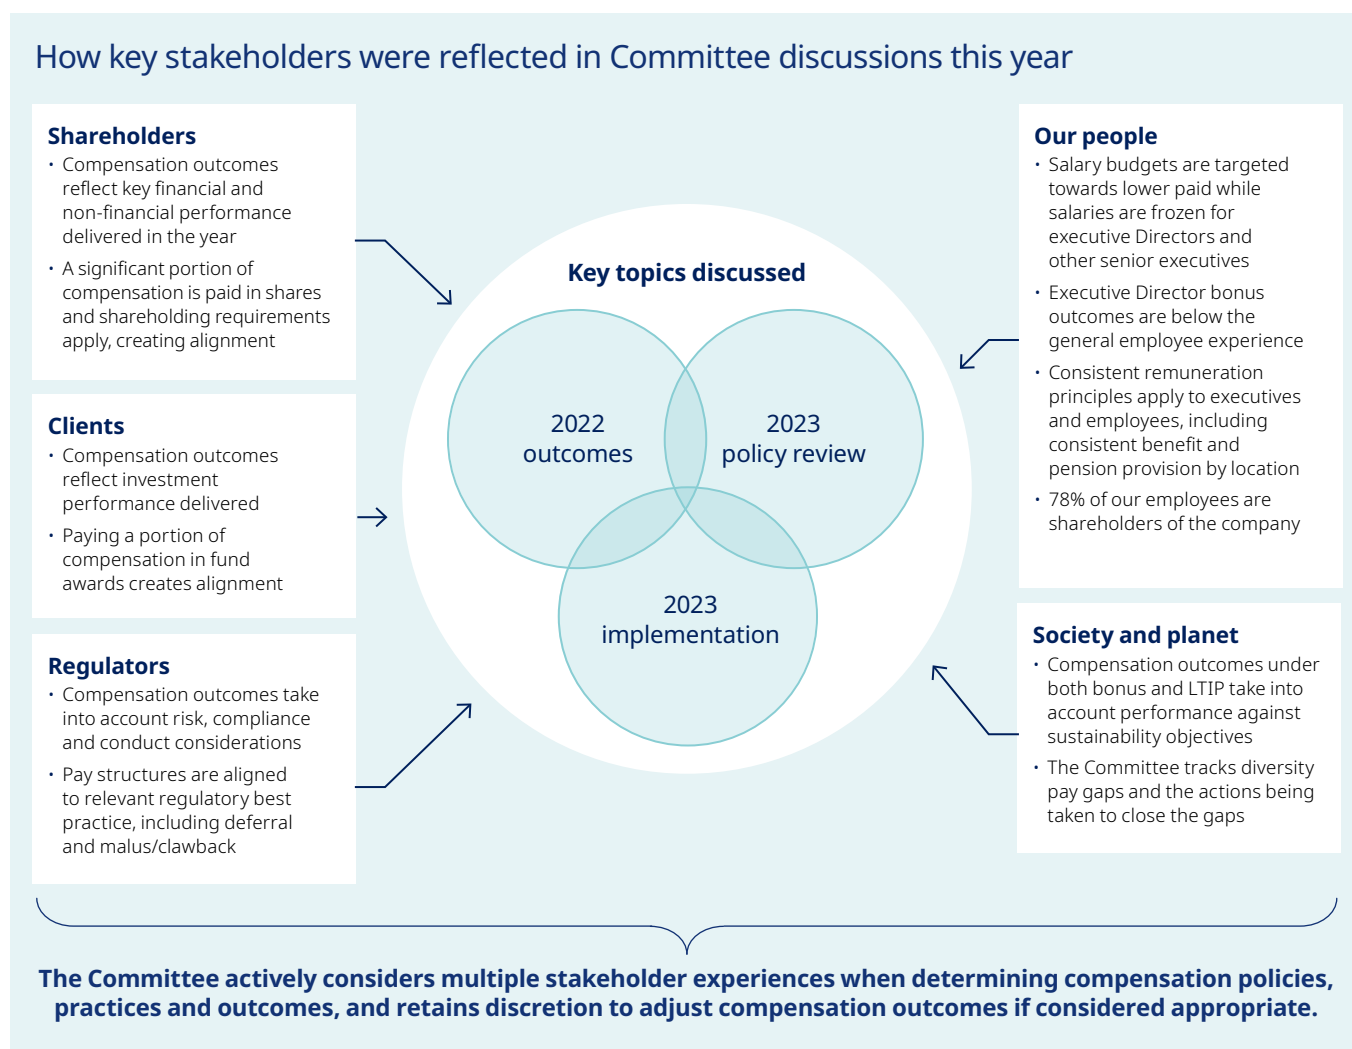 How key stakeholders were reflected in Committee discussions this year
Shareholders
• Compensation outcomes
reflect key financial and
non-financial performance
delivered in the year
• A significant portion of
compensation is paid in shares
and shareholding requirements
apply, creating alignment
Clients
• Compensation outcomes
reflect investment
performance delivered
• Paying a portion of
compensation in fund
awards creates alignment
Regulators
• Compensation outcomes take
into account risk, compliance
and conduct considerations
• Pay structures are aligned
to relevant regulatory best
practice, including deferral
and malus/clawback
Key topics discussed
2022
outcomes
2023
policy review
2023
implementation
Our people
• Salary budgets are targeted
towards lower paid while
salaries are frozen for
executive Directors and
other senior executives
• Executive Director bonus
outcomes are below the
general employee experience
• Consistent remuneration
principles apply to executives
and employees, including
consistent benefit and
pension provision by location
• 78% of our employees are
shareholders of the company
Society and planet
• Compensation outcomes under
both bonus and LTIP take into
account performance against
sustainability objectives
• The Committee tracks diversity
pay gaps and the actions being
taken to close the gaps
The Committee actively considers multiple stakeholder experiences when determining compensation policies,
practices and outcomes, and retains discretion to adjust compensation outcomes if considered appropriate.